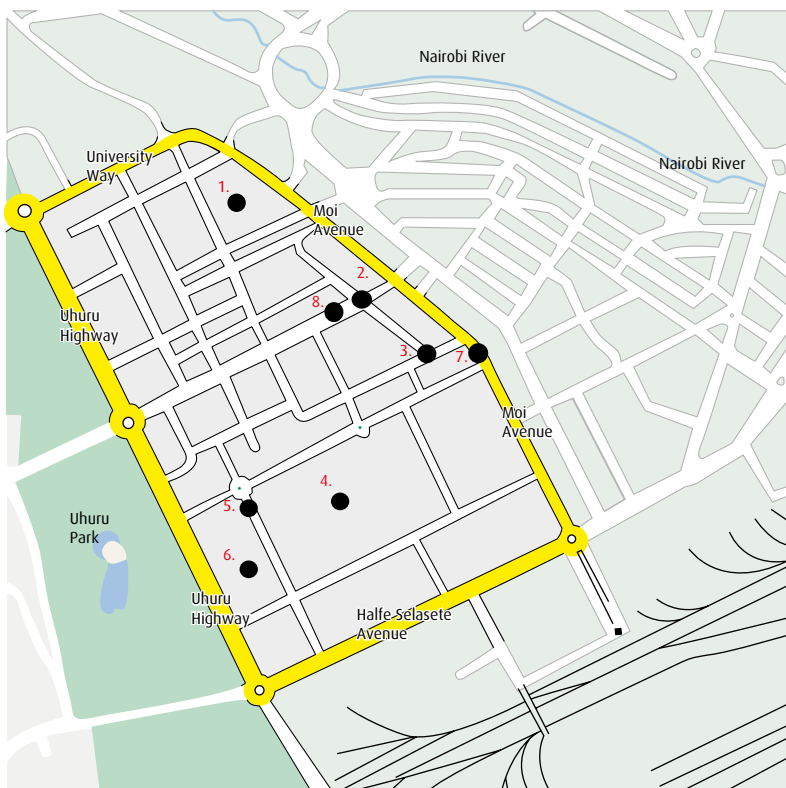 Nairobi River
Nairobi River
University
Way
1.
Moi
Avenue
2.
8.
Uhuru
Highway
3.
7.
Moi
Avenue
4.
5.
Uhuru
Park
6.
Uhuru
Highway
Halfe Selasete
Avenue